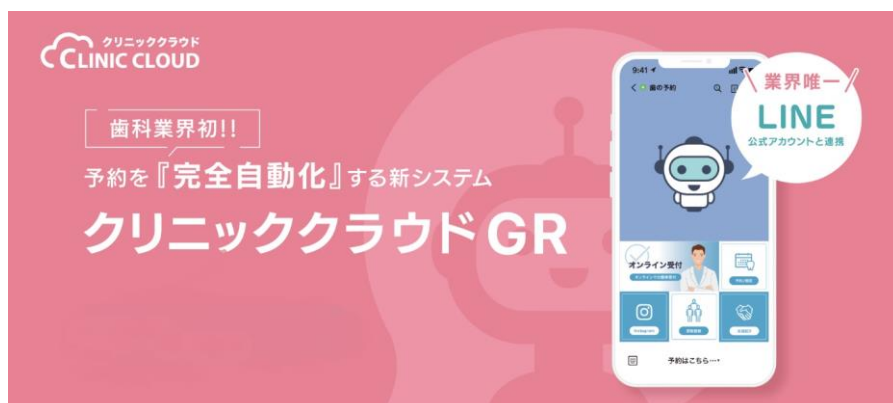 クリニッククラウド
CLINIC CLOUD
歯科業界初!!
予約を『完全自動化』する新システム
クリニッククラウド GR
9:41
歯の予約
業界唯一
LINE
公式アカウントと連携
オンライン受付
Instagram
予約はこちら…